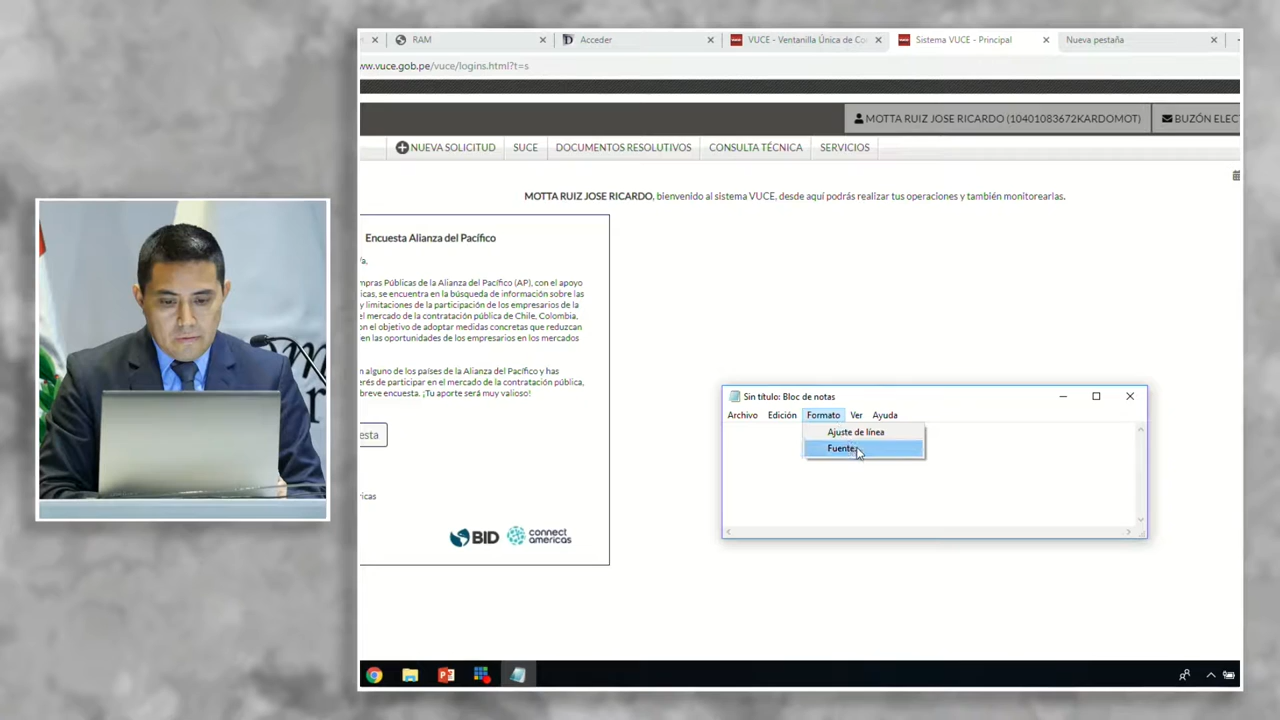 RAM
Acceder
VUCE - Ventanilla Única de Co
Sistema VUCE - Principal
Nueva pestaña
ww.vuce.gob.pe/vuce/logins.html?t=s
MOTTA RUIZ JOSE RICARDO (10401083672KARDOMOT)
BUZÓN ELEC
NUEVA SOLICITUD
SUCE
DOCUMENTOS RESOLUTIVOS
CONSULTA TÉCNICA
SERVICIOS
MOTTA RUIZ JOSE RICARDO, bienvenido al sistema VUCE, desde aquí podrás realizar tus operaciones y también monitorearlas.
Encuesta Alianza del Pacífico
/a,
mpras Públicas de la Alianza del Pacífico (AP), con el apoyo
icas, se encuentra en la búsqueda de información sobre las
y limitaciones de la participación de los empresarios de la
el mercado de la contratación pública de Chile, Colombia,
on el objetivo de adoptar medidas concretas que reduzcan
en las oportunidades de los empresarios en los mercados
n alguno de los países de la Alianza del Pacífico y has
erés de participar en el mercado de la contratación pública,
breve encuesta. ¡Tu aporte será muy valioso!
esta
icas
BID
connect
americas
Sin título: Bloc de notas
Archivo Edición Formato Ver Ayuda
Ajuste de línea
Fuente